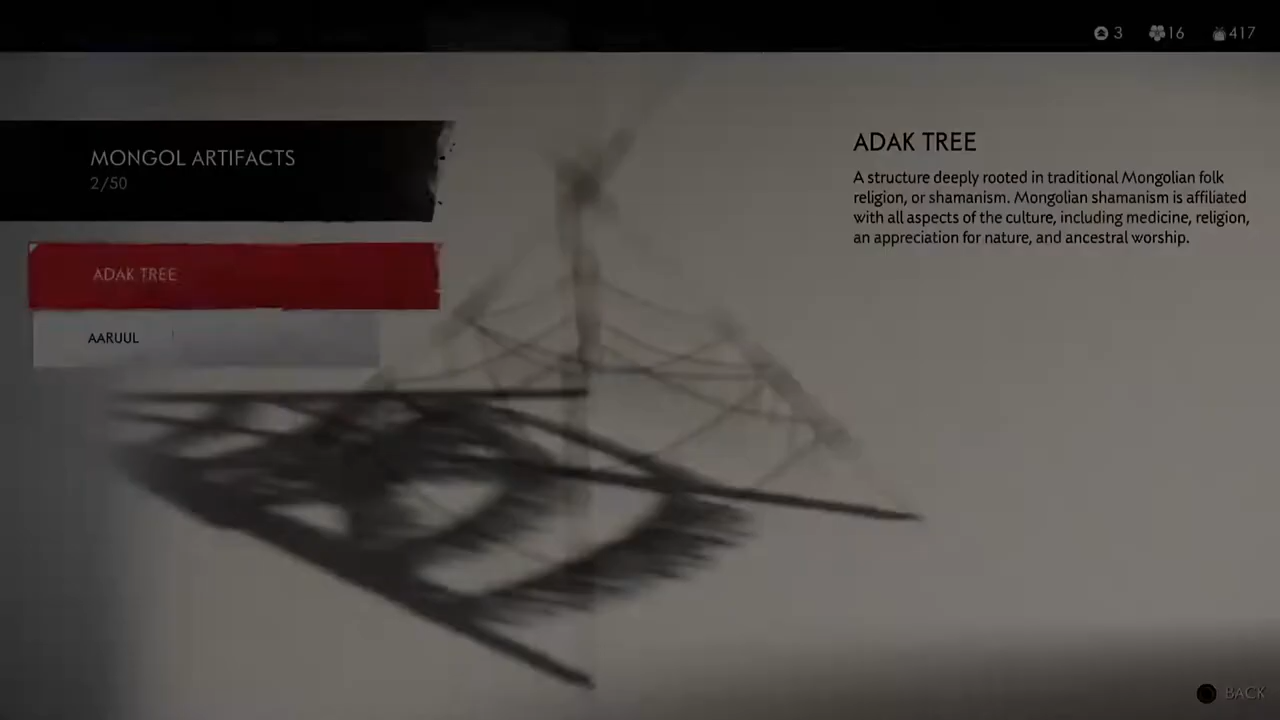 3 16 417
MONGOL ARTIFACTS
2/50
ADAK TREE
AARUUL
ADAK TREE
A structure deeply rooted in traditional Mongolian folk
religion, or shamanism. Mongolian shamanism is affiliated
with all aspects of the culture, including medicine, religion,
an appreciation for nature, and ancestral worship.
BACK